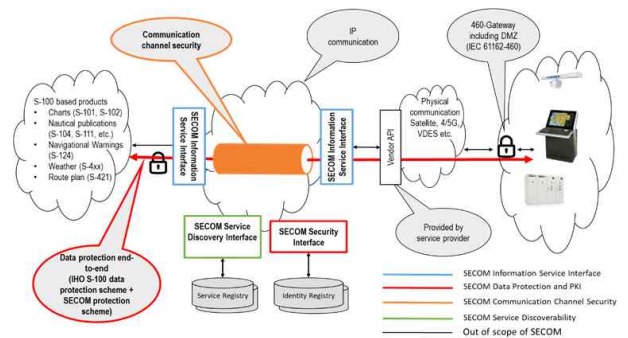 Communication
channel security
IP
communication
460-Gateway
including DMZ
(IEC 61162-460)
S-100 based products
• Charts (S-101, S-102)
• Nautical publications
(S-104, S-111, etc.)
• Navigational Warnings
(S-124)
• Weather (S-4xx)
• Route plan (S-421)
SECOM Information
Service Interface
SECOM Information
Service Interface
Vendor API
Physical
communication
Satellite, 4/5G,
VDES etc.
SECOM Service
Discovery Interface
SECOM Security
Interface
Provided by
service provider
Data protection end-
to-end
(IHO S-100 data
protection scheme +
SECOM protection
scheme)
Service Registry
Identity Registry
SECOM Information Service Interface
SECOM Data Protection and PKI
SECOM Communication Channel Security
SECOM Service Discoverability
Out of scope of SECOM